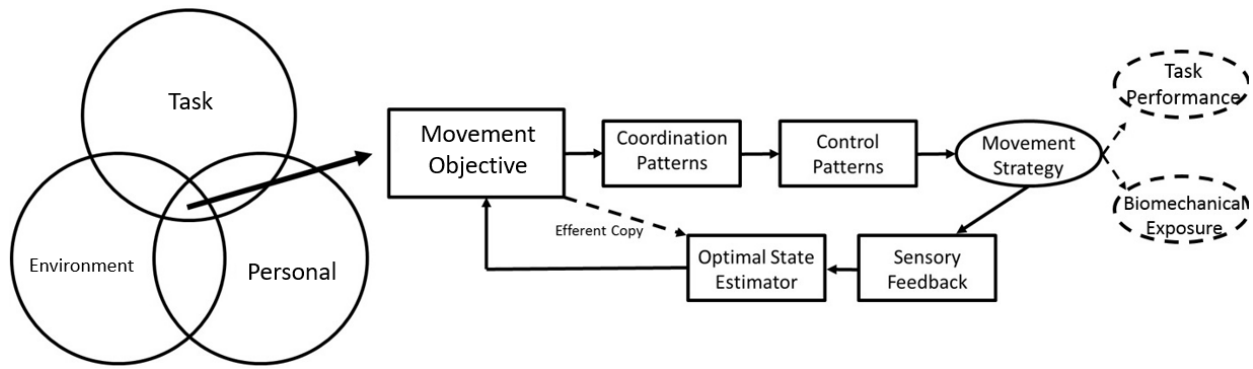 Task
Environment
Personal
Movement
Objective
Coordination
Patterns
Control
Patterns
Movement
Strategy
Task
Performance
Biomechanical
Exposure
Efferent Copy
Optimal State
Estimator
Sensory
Feedback